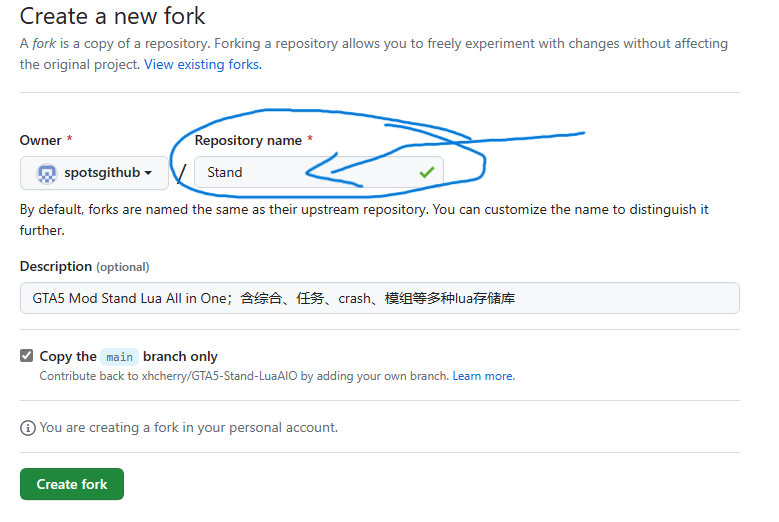 Create a new fork
A fork is a copy of a repository. Forking a repository allows you to freely experiment with changes without affecting
the original project. View existing forks.
Owner *
Repository name *
spotsgithub
/
Stand
By default, forks are named the same as their upstream repository. You can customize the name to distinguish it
further.
Description (optional)
GTA5 Mod Stand Lua All in One；含综合、任务、crash、模组等多种lua存储库
Copy the main branch only
Contribute back to xhcherry/GTA5-Stand-LuaAIO by adding your own branch. Learn more.
You are creating a fork in your personal account.
Create fork